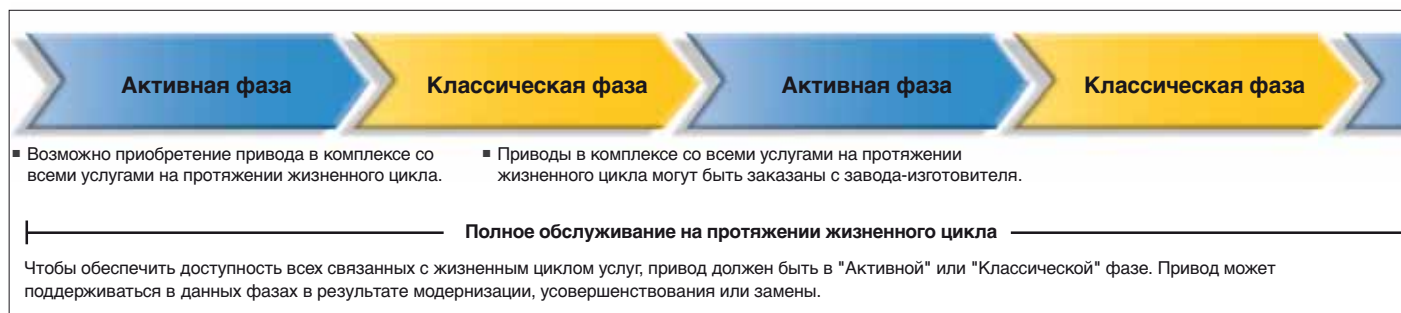 Активная фаза Классическая фаза Активная фаза Классическая фаза
▪ Возможно приобретение привода в комплексе со
всеми услугами на протяжении жизненного цикла.
▪ Приводы в комплексе со всеми услугами на протяжении
жизненного цикла могут быть заказаны с завода-изготовителя.
Полное обслуживание на протяжении жизненного цикла
Чтобы обеспечить доступность всех связанных с жизненным циклом услуг, привод должен быть в "Активной" или "Классической" фазе. Привод может
поддерживаться в данных фазах в результате модернизации, усовершенствования или замены.